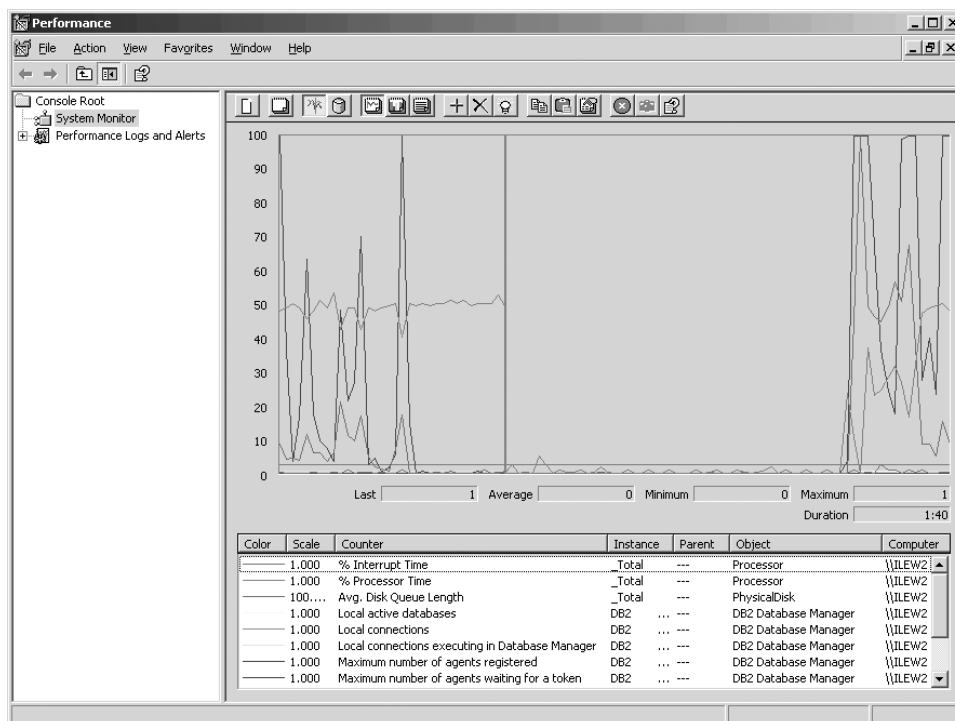 Performance
File Action View Favorites Window Help
Console Root
System Monitor
Performance Logs and Alerts
100
90
80
70
60
50
40
30
20
10
0
Last 1 Average 0 Minimum 0 Maximum 1
Duration 1:40
Color Scale Counter Instance Parent Object Computer
1.000 % Interrupt Time _Total --- Processor \\ILEW2
1.000 % Processor Time _Total --- Processor \\ILEW2
100.... Avg. Disk Queue Length _Total --- PhysicalDisk \\ILEW2
1.000 Local active databases DB2 ... --- DB2 Database Manager \\ILEW2
1.000 Local connections DB2 ... --- DB2 Database Manager \\ILEW2
1.000 Local connections executing in Database Manager DB2 ... --- DB2 Database Manager \\ILEW2
1.000 Maximum number of agents registered DB2 ... --- DB2 Database Manager \\ILEW2
1.000 Maximum number of agents waiting for a token DB2 ... --- DB2 Database Manager \\ILEW2